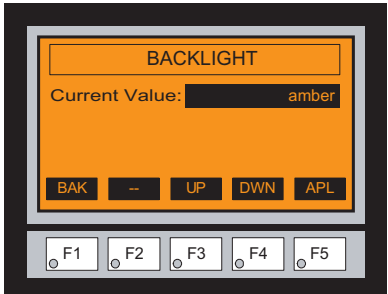 BACKLIGHT
Current Value: amber
BAK -- UP DWN APL
F1 F2 F3 F4 F5